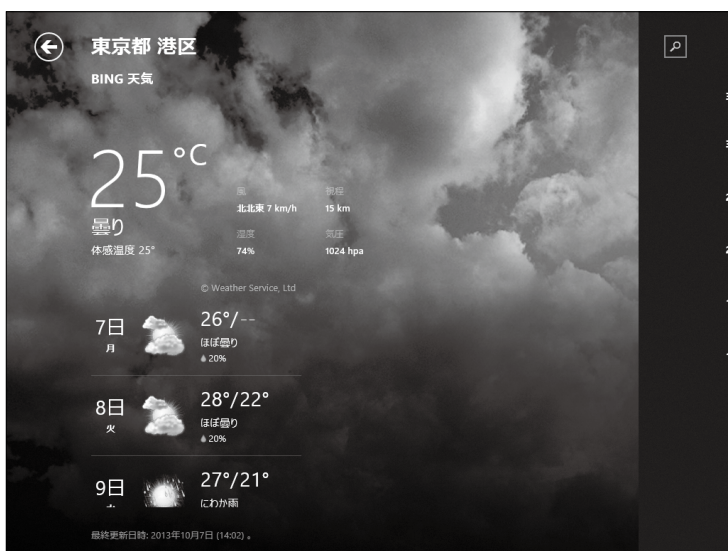 東京都 港区
BING 天気
25°C
曇り
体感温度 25°
風
北北東 7 km/h
視程
15 km
湿度
74%
気圧
1024 hpa
© Weather Service, Ltd
7日
月
26°/--
ほぼ曇り
20%
8日
火
28°/22°
ほぼ曇り
20%
9日
27°/21°
にわか雨
最終更新日時: 2013年10月7日 (14:02) 。